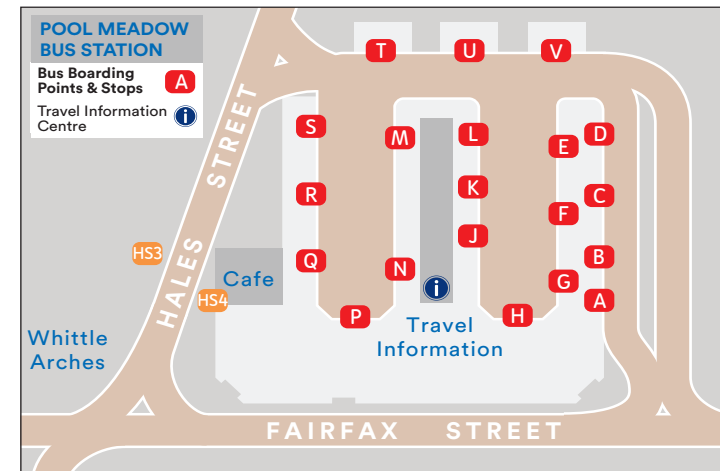 POOL MEADOW
BUS STATION
Bus Boarding
Points & Stops
A
Travel Information
Centre
i
T
U
V
S
M
L
E
D
R
K
C
F
J
Q
N
B
G
A
P
H
i
HS3
HS4
HALES STREET
Cafe
Whittle
Arches
Travel
Information
FAIRFAX STREET